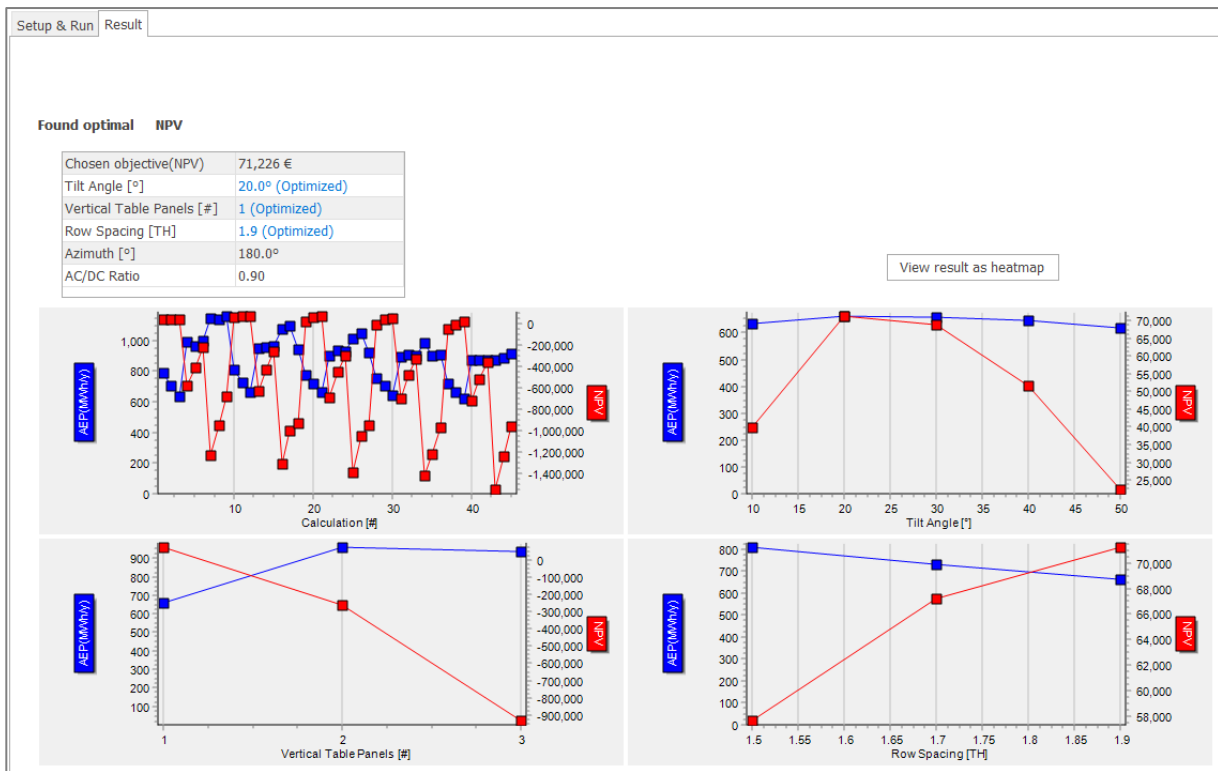 Setup & Run Result
Found optimal NPV
Chosen objective(NPV) 71,226 €
Tilt Angle [°] 20.0° (Optimized)
Vertical Table Panels [#] 1 (Optimized)
Row Spacing [TH] 1.9 (Optimized)
Azimuth [°] 180.0°
AC/DC Ratio 0.90
View result as heatmap
1,000
800
600
400
200
0
AEP(MWh/y)
0
-200,000
-400,000
-600,000
-800,000
-1,000,000
-1,200,000
-1,400,000
NPV
10 20 30 40
Calculation [#]
600
500
400
300
200
100
0
AEP(MWh/y)
70,000
65,000
60,000
55,000
50,000
45,000
40,000
35,000
30,000
25,000
NPV
10 15 20 25 30 35 40 45 50
Tilt Angle [°]
900
800
700
600
500
400
300
200
100
AEP(MWh/y)
0
-100,000
-200,000
-300,000
-400,000
-500,000
-600,000
-700,000
-800,000
-900,000
NPV
1 2 3
Vertical Table Panels [#]
800
700
600
500
400
300
200
100
0
AEP(MWh/y)
70,000
68,000
66,000
64,000
62,000
60,000
58,000
NPV
1.5 1.55 1.6 1.65 1.7 1.75 1.8 1.85 1.9
Row Spacing [TH]